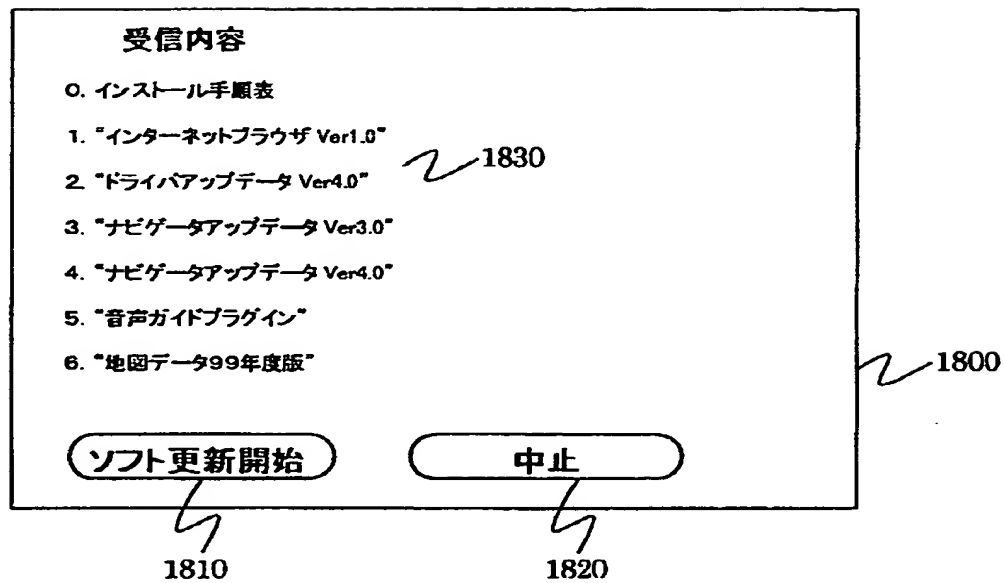 受信内容
0. インストール手順表
1. "インターネットブラウザ Ver1.0"
2. "ドライバアップデータ Ver4.0"
3. "ナビゲータアップデータ Ver3.0"
4. "ナビゲータアップデータ Ver4.0"
5. "音声ガイドプラグイン"
6. "地図データ99年度版"
1830
1800
ソフト更新開始 中止
1810 1820